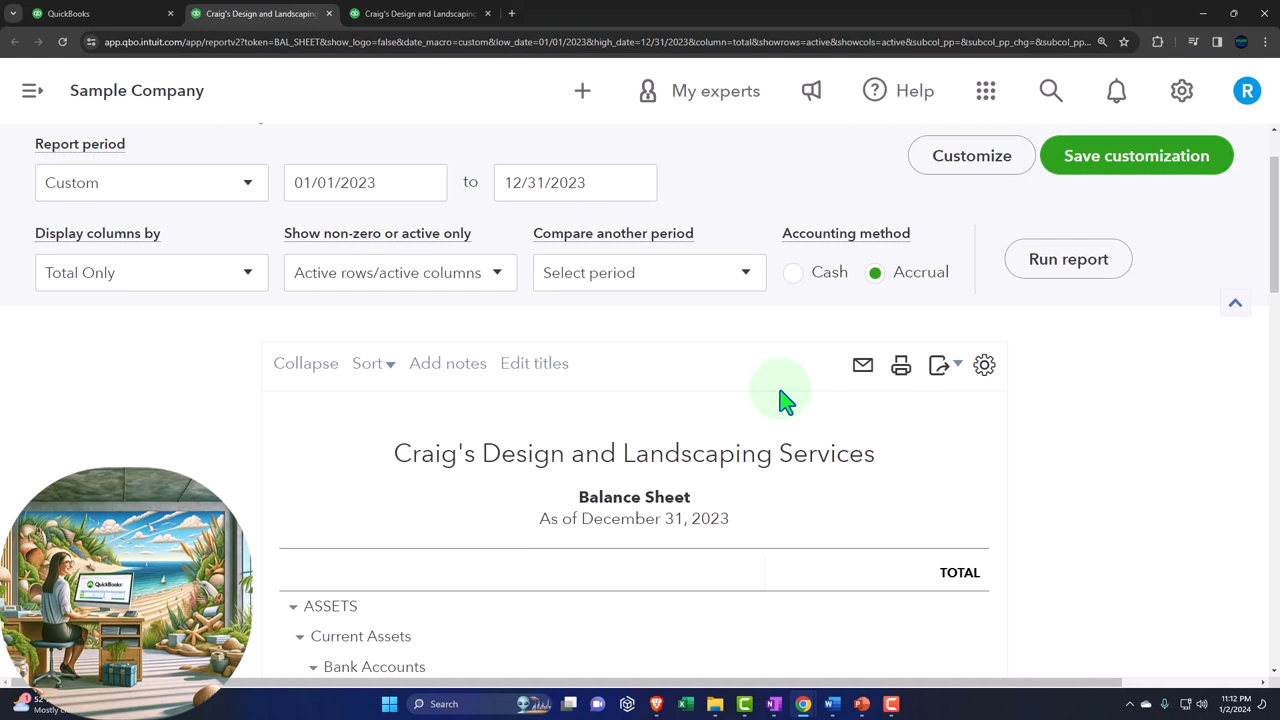 QuickBooks
Craig's Design and Landscaping
Craig's Design and Landscaping
app.qbo.intuit.com/app/reportv2?token=BAL_SHEET&show_logo=false&date_macro=custom&low_date=01/01/2023&high_date=12/31/2023&column=total&showrows=active&showcols=active&subcol_pp=&subcol_pp_chg=&subcol_pp...
Sample Company
My experts
Help
R
Report period
Customize
Save customization
Custom
01/01/2023
to
12/31/2023
Display columns by
Show non-zero or active only
Compare another period
Accounting method
Total Only
Active rows/active columns
Select period
Cash
Accrual
Run report
Collapse
Sort
Add notes
Edit titles
Craig's Design and Landscaping Services
Balance Sheet
As of December 31, 2023
TOTAL
ASSETS
Current Assets
Bank Accounts
QuickBooks
Mostly
Search
11:12 PM
1/2/2024